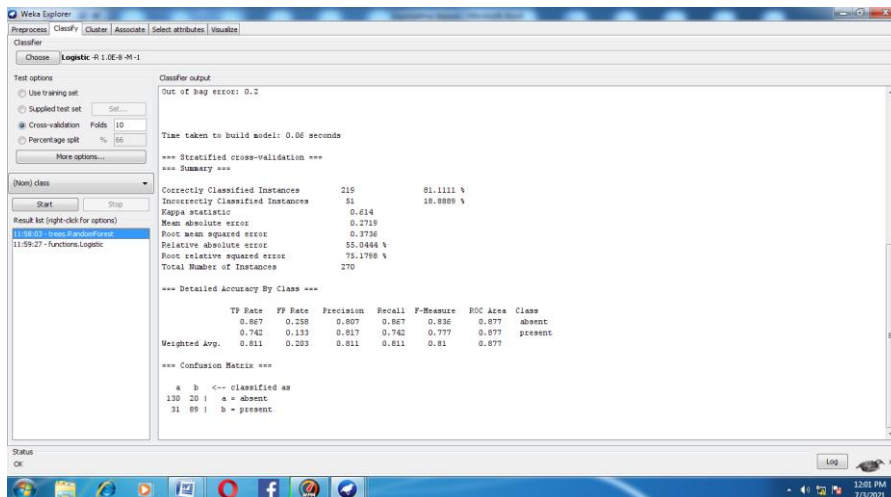 Weka Explorer
Preprocess Classify Cluster Associate Select attributes Visualize
Classifier
Choose Logistic -R 1.0E-8 -M -1
Test options
Use training set
Supplied test set Set...
Cross-validation Folds 10
Percentage split % 66
More options...
(Nom) class
Start Stop
Result list (right-click for options)
11:58:03 - trees.RandomForest
11:59:27 - functions.Logistic
Classifier output
Out of bag error: 0.2
Time taken to build model: 0.06 seconds
=== Stratified cross-validation ===
=== Summary ===
Correctly Classified Instances 219 81.1111 %
Incorrectly Classified Instances 51 18.8889 %
Kappa statistic 0.614
Mean absolute error 0.2719
Root mean squared error 0.3736
Relative absolute error 55.0444 %
Root relative squared error 75.1798 %
Total Number of Instances 270
=== Detailed Accuracy By Class ===
TP Rate FP Rate Precision Recall F-Measure ROC Area Class
0.867 0.258 0.807 0.867 0.836 0.877 absent
0.742 0.133 0.817 0.742 0.777 0.877 present
Weighted Avg. 0.811 0.203 0.811 0.811 0.81 0.877
=== Confusion Matrix ===
a b <-- classified as
130 20 | a = absent
31 89 | b = present
Status
OK
Log
12:01 PM
7/3/2021